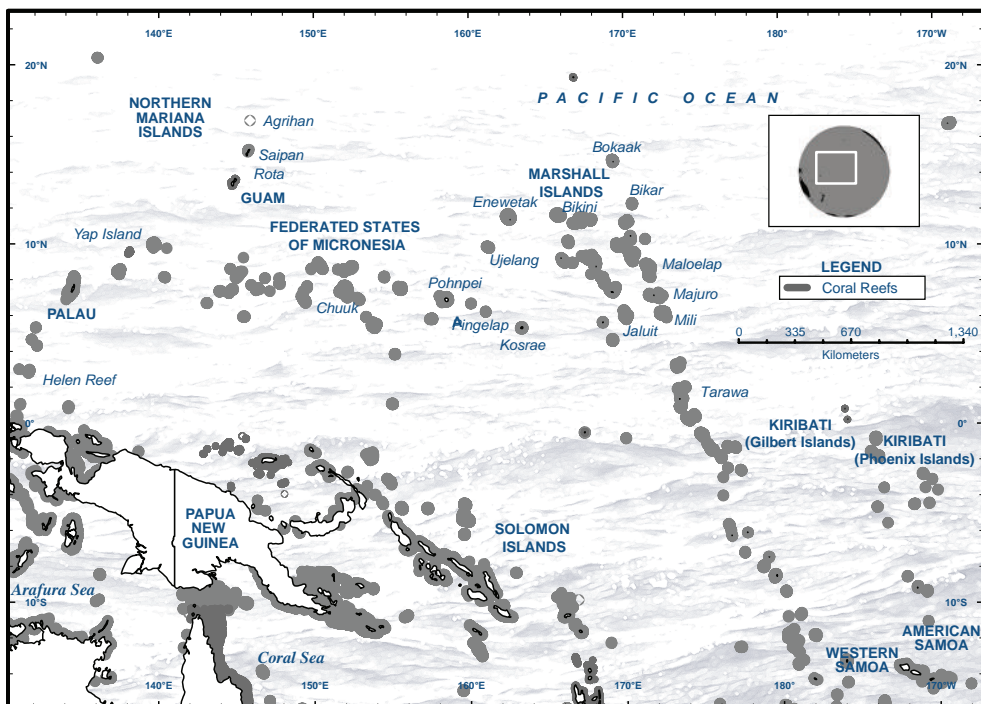 140°E 150°E 160°E 170°E 180° 170°W
20°N 20°N
PACIFIC OCEAN
NORTHERN
MARIANA
ISLANDS
Agrihan
Saipan
Rota
GUAM
Bokaak
MARSHALL
ISLANDS
Bikar
Enewetak
Bikini
FEDERATED STATES
OF MICRONESIA
Yap Island
10°N 10°N
Ujelang
Maloelap
LEGEND
Coral Reefs
Pohnpei
PALAU
Chuuk
A
Pingelap
Kosrae
Majuro
Mili
Jaluit
0 335 670 1,340
Kilometers
Helen Reef
Tarawa
0° 0°
KIRIBATI
(Gilbert Islands)
KIRIBATI
(Phoenix Islands)
PAPUA
NEW
GUINEA
SOLOMON
ISLANDS
Arafura Sea
10°S 10°S
Coral Sea
WESTERN
SAMOA
AMERICAN
SAMOA
140°E 150°E 160°E 170°E 180° 170°W